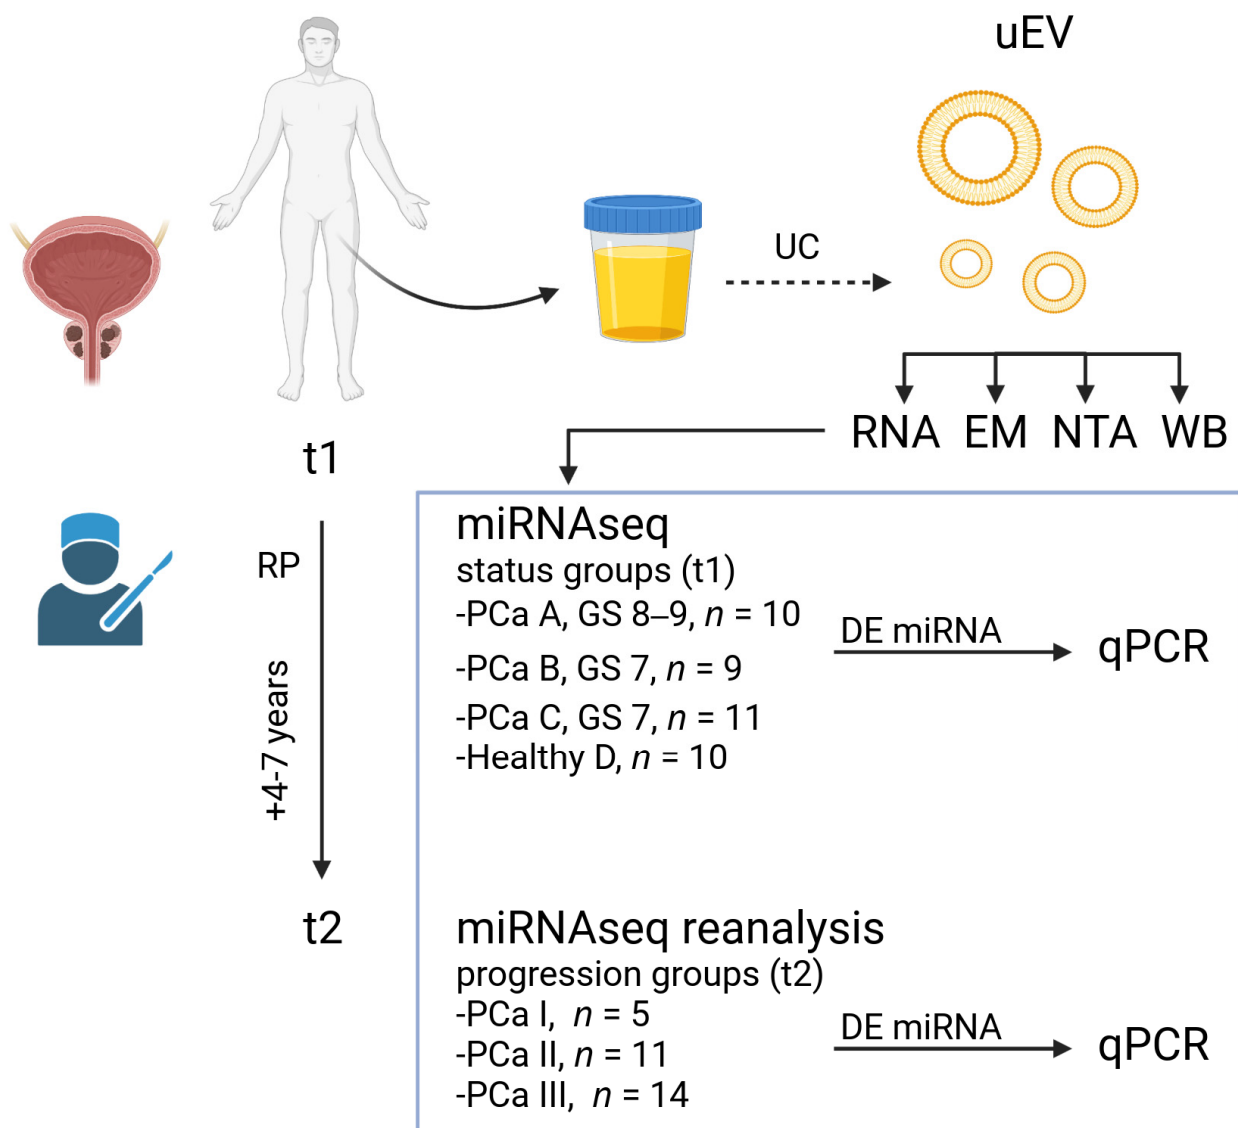 uEV
UC
RNA EM NTA WB
t1
RP
+4-7 years
t2
miRNAseq
status groups (t1)
-PCa A, GS 8–9, n = 10
-PCa B, GS 7, n = 9
-PCa C, GS 7, n = 11
-Healthy D, n = 10
DE miRNA
qPCR
miRNAseq reanalysis
progression groups (t2)
-PCa I, n = 5
-PCa II, n = 11
-PCa III, n = 14
DE miRNA
qPCR